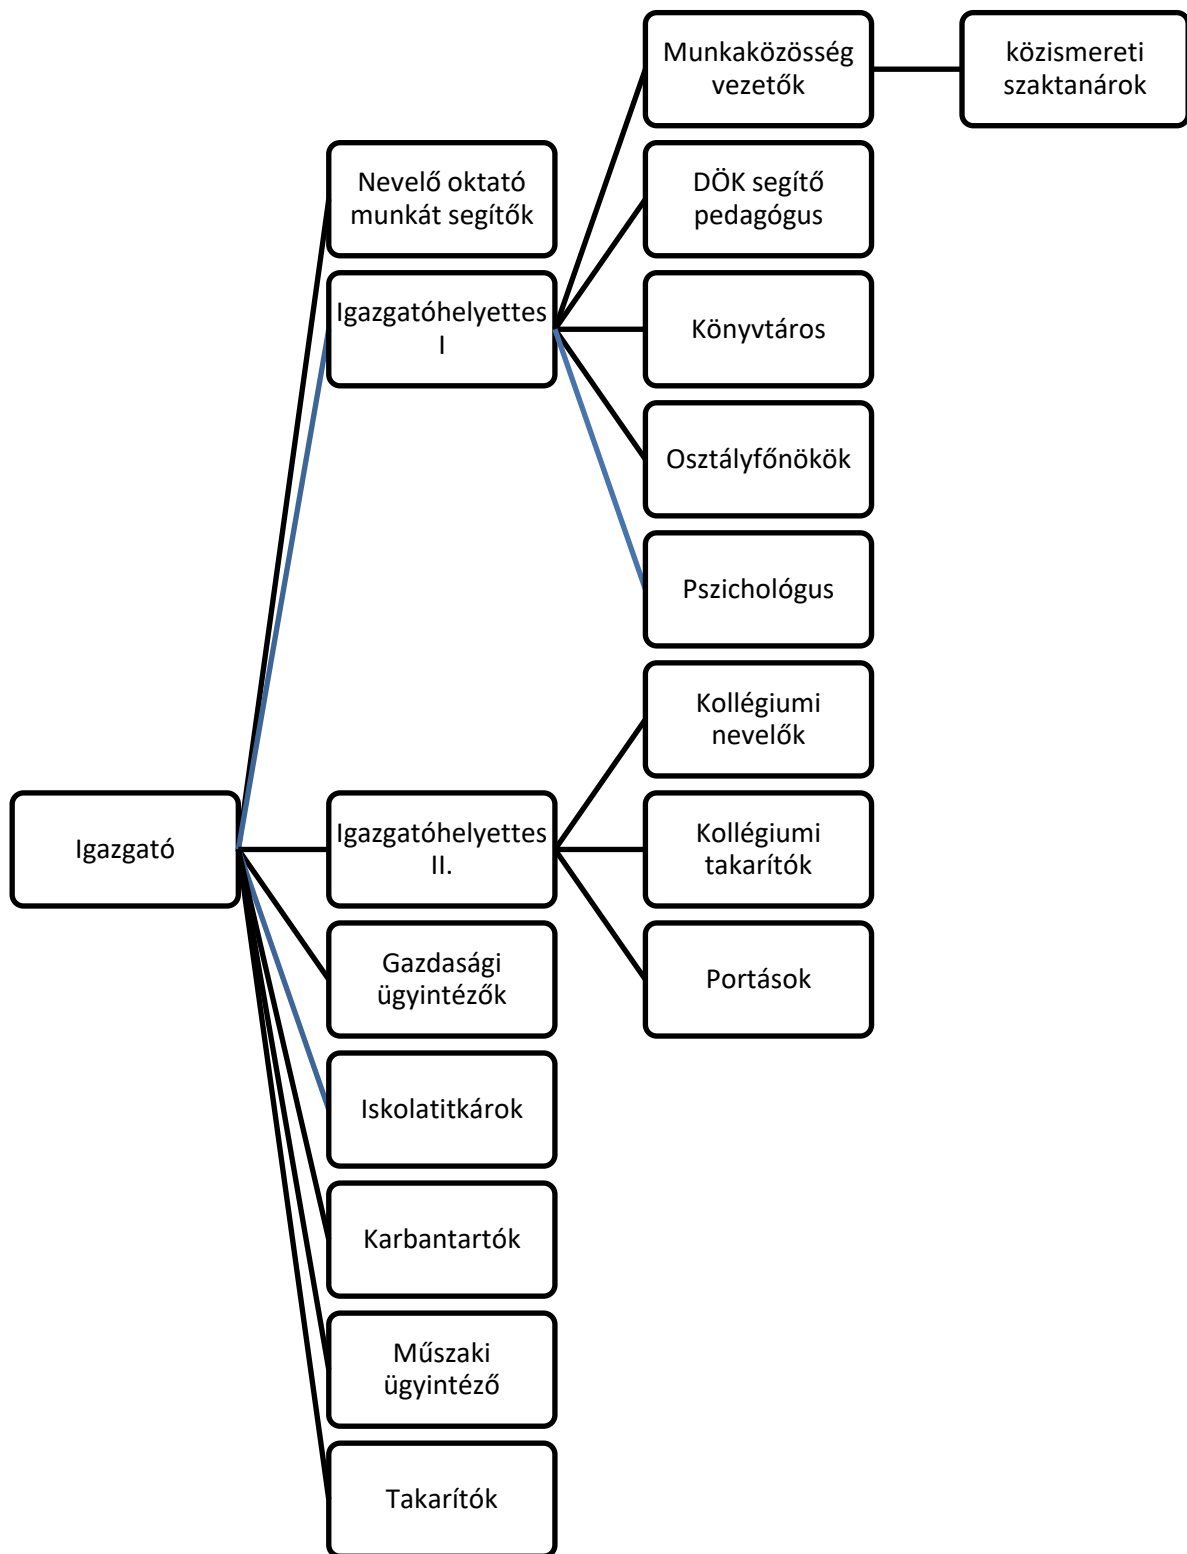 Munkaközösség
vezetők
közismereti
szaktanárok
Nevelő oktató
munkát segítők
DÖK segítő
pedagógus
Igazgatóhelyettes
I
Könyvtáros
Osztályfőnökök
Pszichológus
Kollégiumi
nevelők
Igazgató
Igazgatóhelyettes
II.
Kollégiumi
takarítók
Gazdasági
ügyintézők
Portások
Iskolatitkárok
Karbantartók
Műszaki
ügyintéző
Takarítók